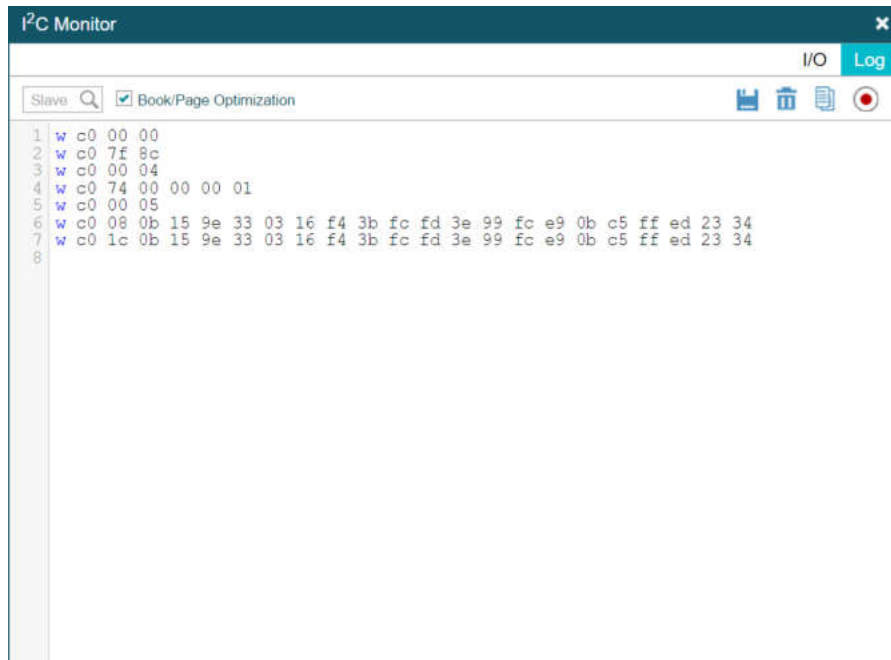 I²C Monitor ×
I/O Log
Slave Book/Page Optimization
1 w c0 00 00
2 w c0 7f 8c
3 w c0 00 04
4 w c0 74 00 00 00 01
5 w c0 00 05
6 w c0 08 0b 15 9e 33 03 16 f4 3b fc fd 3e 99 fc e9 0b c5 ff ed 23 34
7 w c0 1c 0b 15 9e 33 03 16 f4 3b fc fd 3e 99 fc e9 0b c5 ff ed 23 34
8